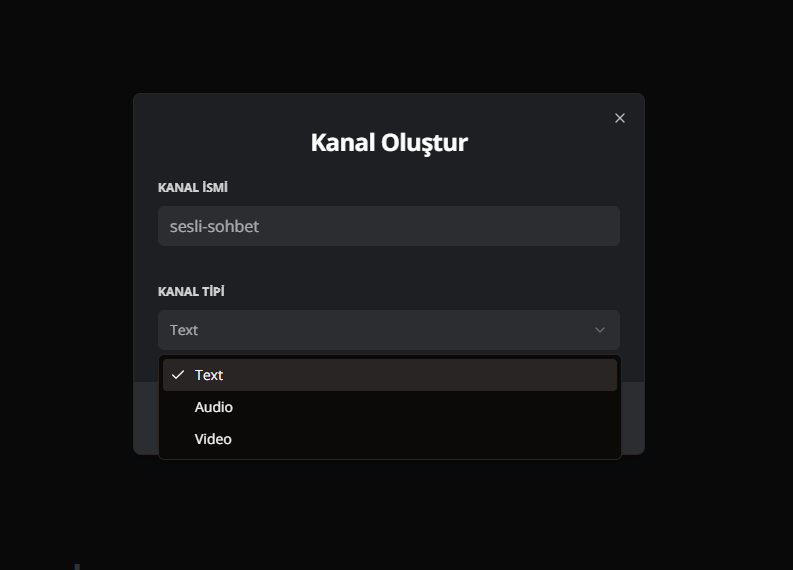 Kanal Oluştur
KANAL İSMİ
sesli-sohbet
KANAL TİPİ
Text
Text
Audio
Video